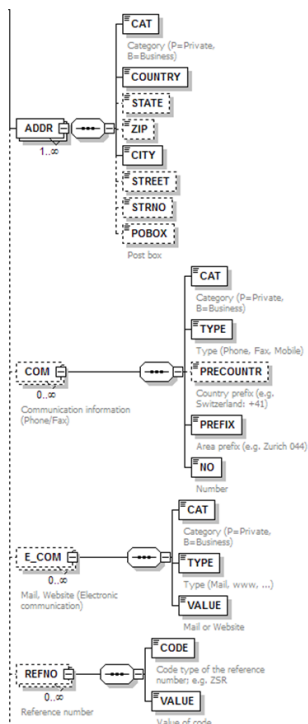 CAT
Category (P=Private,
B=Business)
COUNTRY
STATE
ADDR
1..∞
ZIP
CITY
STREET
STRNO
POBOX
Post box
CAT
Category (P=Private,
B=Business)
TYPE
Type (Phone, Fax, Mobile)
COM
0..∞
Communication information
(Phone/Fax)
PRECOUNTR
Country prefix (e.g.
Switzerland: +41)
PREFIX
Area prefix (e.g. Zurich 044)
NO
Number
CAT
Category (P=Private,
B=Business)
E_COM
0..∞
Mail, Website (Electronic
communication)
TYPE
Type (Mail, www, ...)
VALUE
Mail or Website
CODE
Code type of the reference
number; e.g. ZSR
REFNO
0..∞
Reference number
VALUE
Value of code